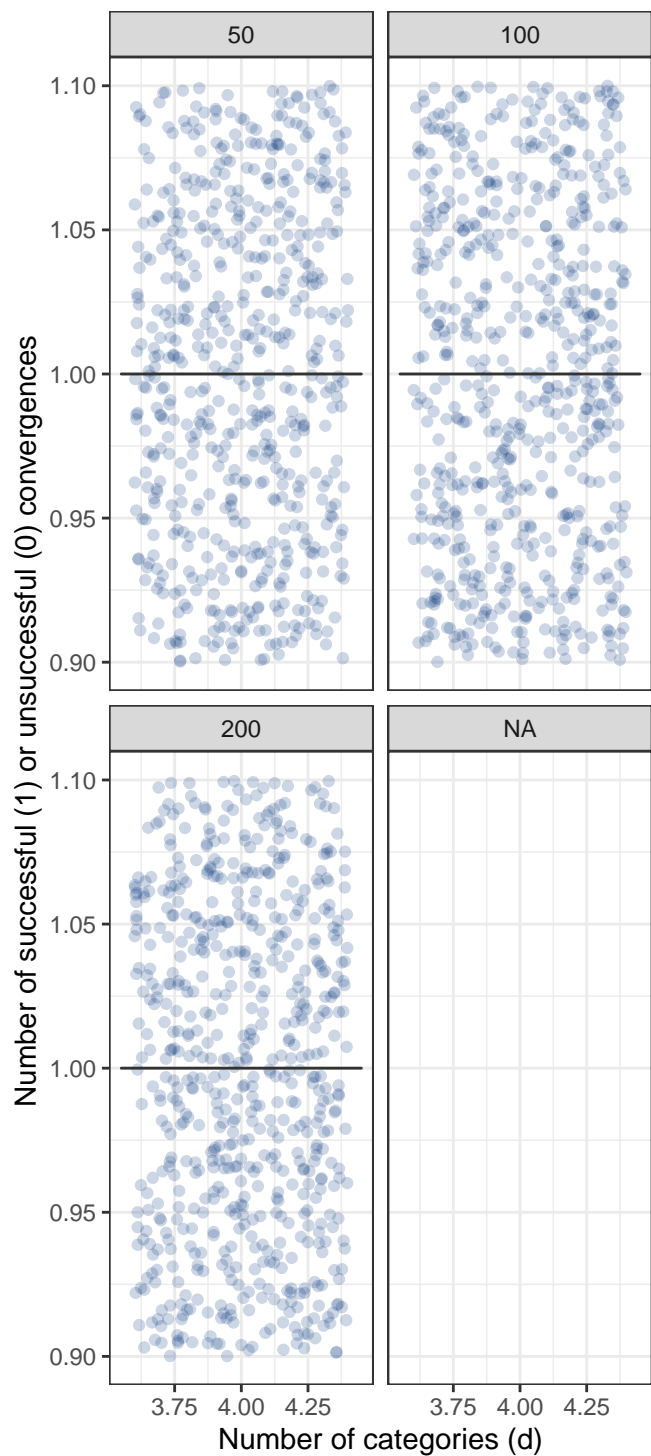 50
100
1.10
1.05
1.00
0.95
0.90
200
NA
1.10
1.05
1.00
0.95
0.90
3.75 4.00 4.25
3.75 4.00 4.25
Number of categories (d)
Number of successful (1) or unsuccessful (0) convergences